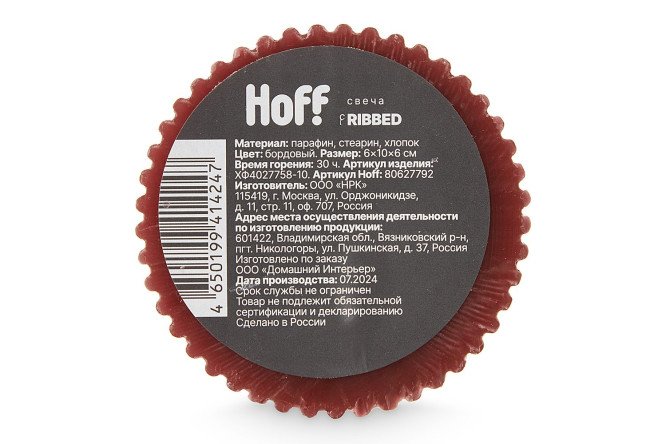 Hoff
свеча
RIBBED
Материал: парафин, стеарин, хлопок
Цвет: бордовый. Размер: 6×10×6 см
Время горения: 30 ч. Артикул изделия:
ХФ4027758-10. Артикул Hoff: 80627792
Изготовитель: ООО «НРК»
115419, г. Москва, ул. Орджоникидзе,
д. 11, стр. 11, оф. 707, Россия
Адрес места осуществления деятельности
по изготовлению продукции:
601422, Владимирская обл., Вязниковский р-н,
пгт. Никологоры, ул. Пушкинская, д. 37, Россия
Изготовлено по заказу
ООО «Домашний Интерьер»
Дата производства: 07.2024
Срок службы не ограничен
Товар не подлежит обязательной
сертификации и декларированию
Сделано в России
4 650199 414247